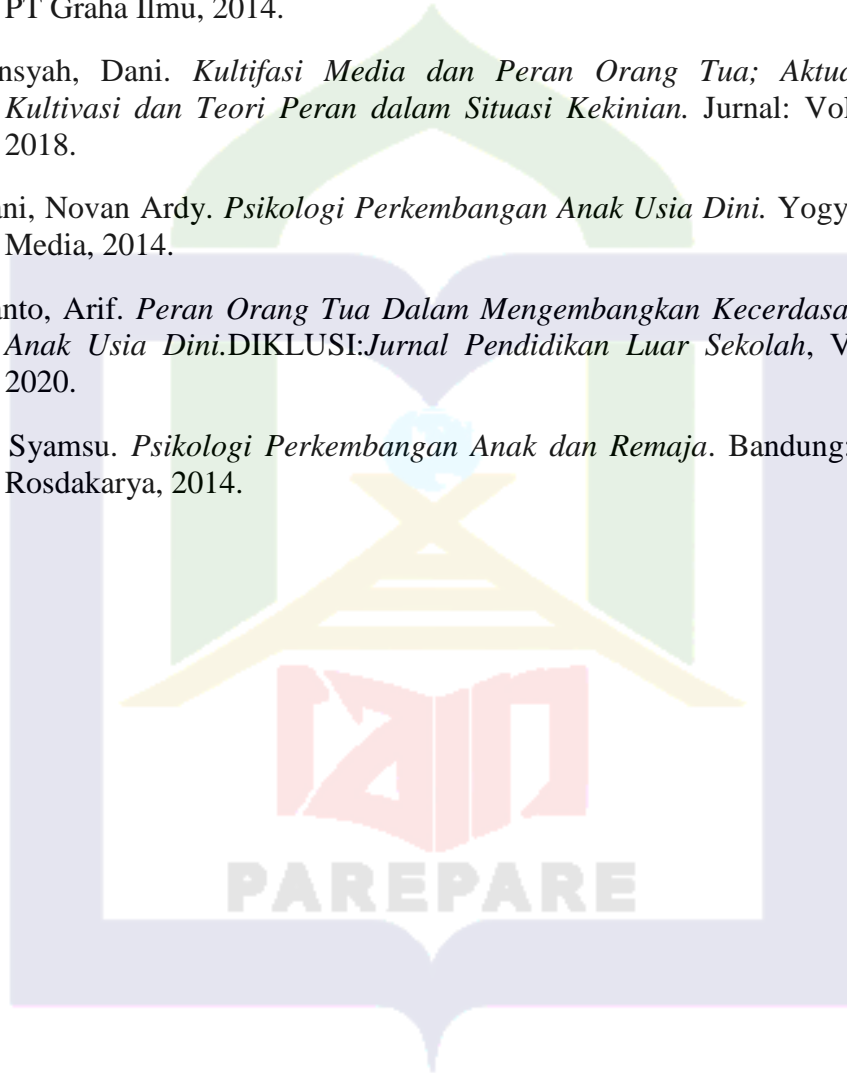 PT Graha Ilmu, 2014.
nsyah, Dani. Kultifasi Media dan Peran Orang Tua; Aktua
Kultivasi dan Teori Peran dalam Situasi Kekinian. Jurnal: Vol
2018.
ani, Novan Ardy. Psikologi Perkembangan Anak Usia Dini. Yogy
Media, 2014.
anto, Arif. Peran Orang Tua Dalam Mengembangkan Kecerdasa
Anak Usia Dini.DIKLUSI:Jurnal Pendidikan Luar Sekolah, V
2020.
Syamsu. Psikologi Perkembangan Anak dan Remaja. Bandung:
Rosdakarya, 2014.
iain
PAREPARE